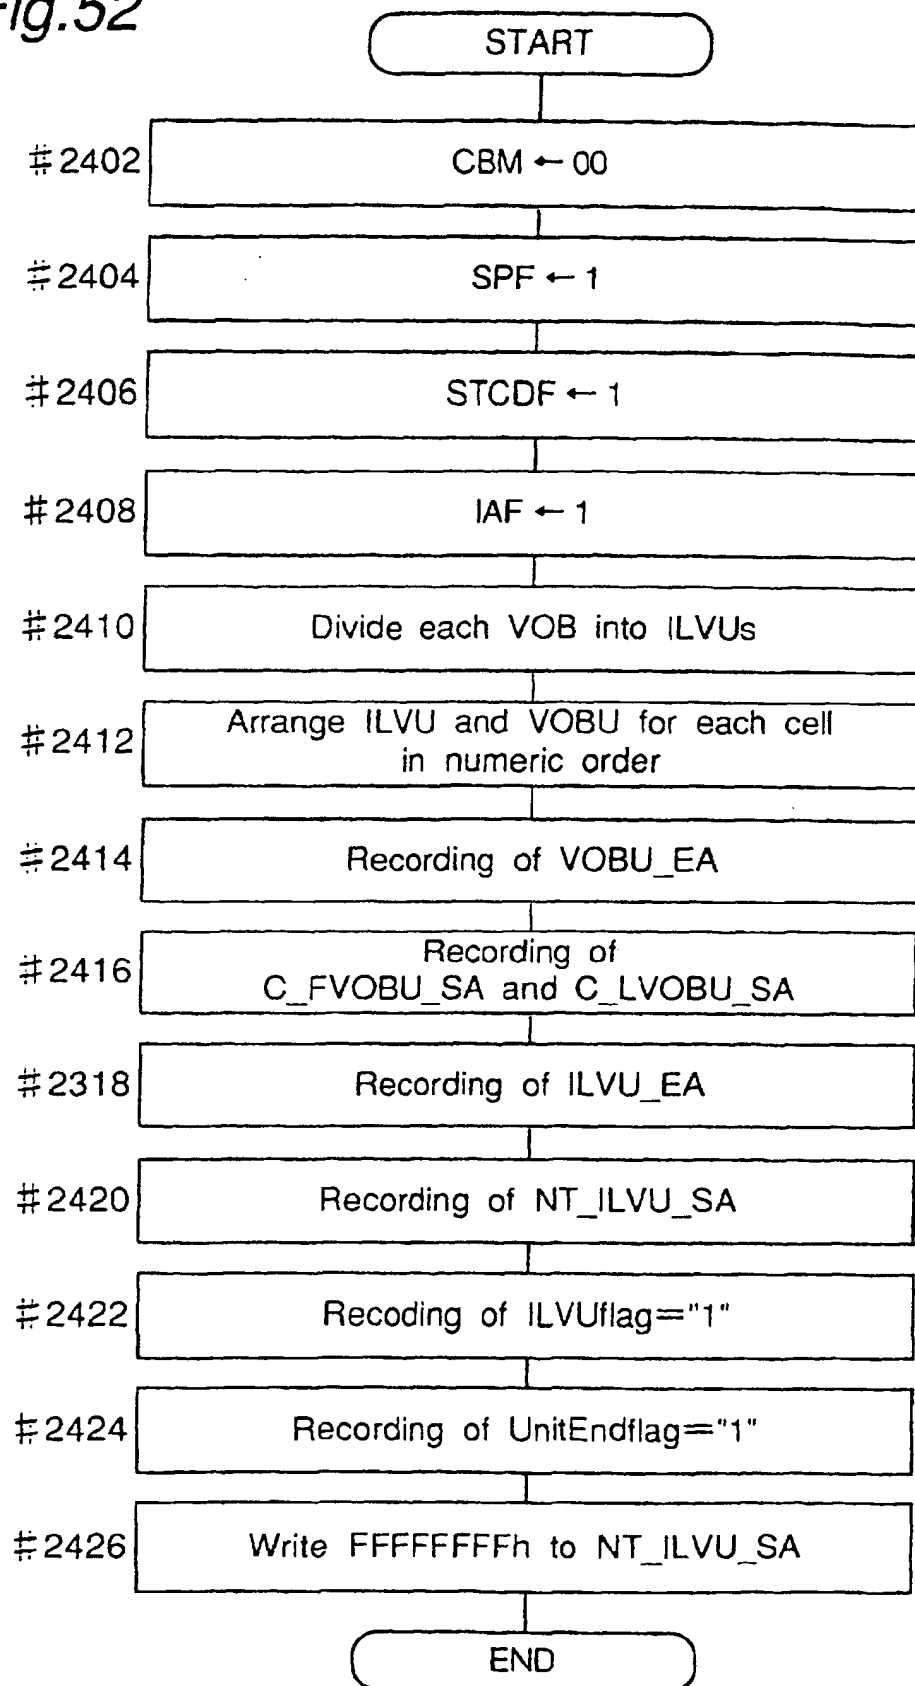 Fig.52
START
#2402
CBM ← 00
#2404
SPF ← 1
#2406
STCDF ← 1
#2408
IAF ← 1
#2410
Divide each VOB into ILVUs
#2412
Arrange ILVU and VOBU for each cell
in numeric order
#2414
Recording of VOBU_EA
#2416
Recording of
C_FVOBU_SA and C_LVOBU_SA
#2318
Recording of ILVU_EA
#2420
Recording of NT_ILVU_SA
#2422
Recoding of ILVUflag="1"
#2424
Recording of UnitEndflag="1"
#2426
Write FFFFFFFFh to NT_ILVU_SA
END